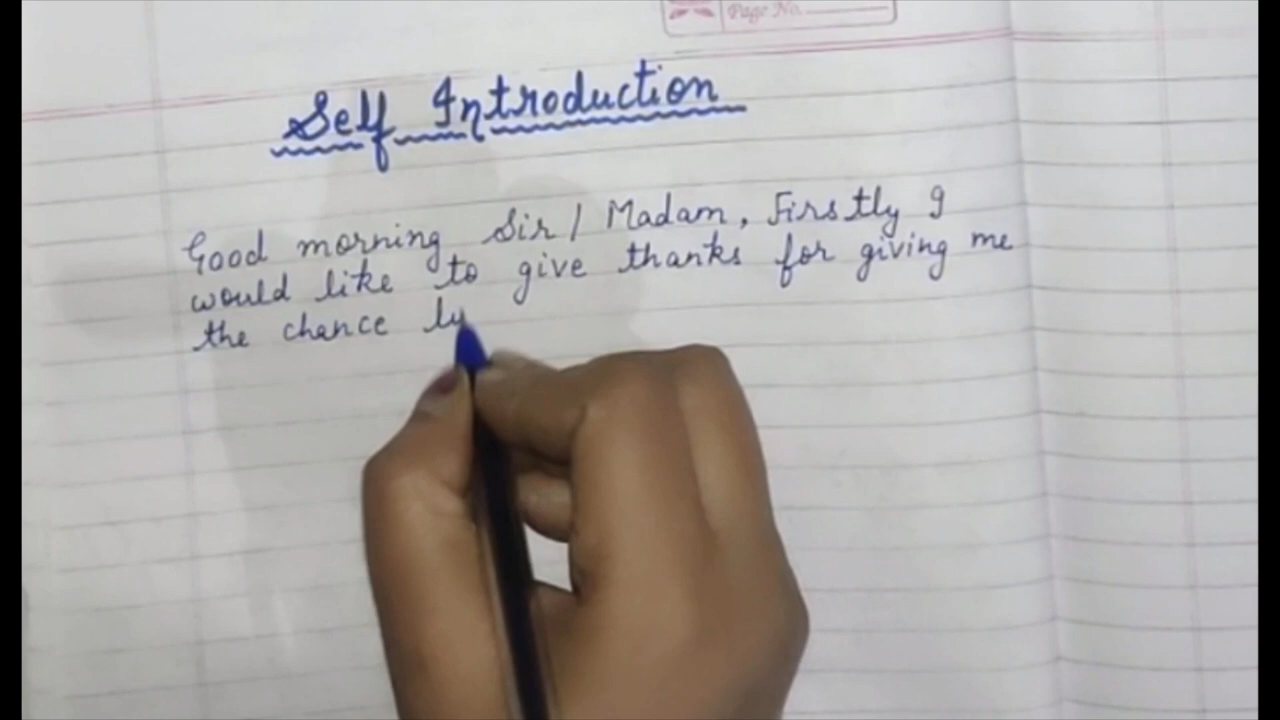 Page No.
Self Introduction
Good morning Sir / Madam, Firstly I
would like to give thanks for giving me
the chance